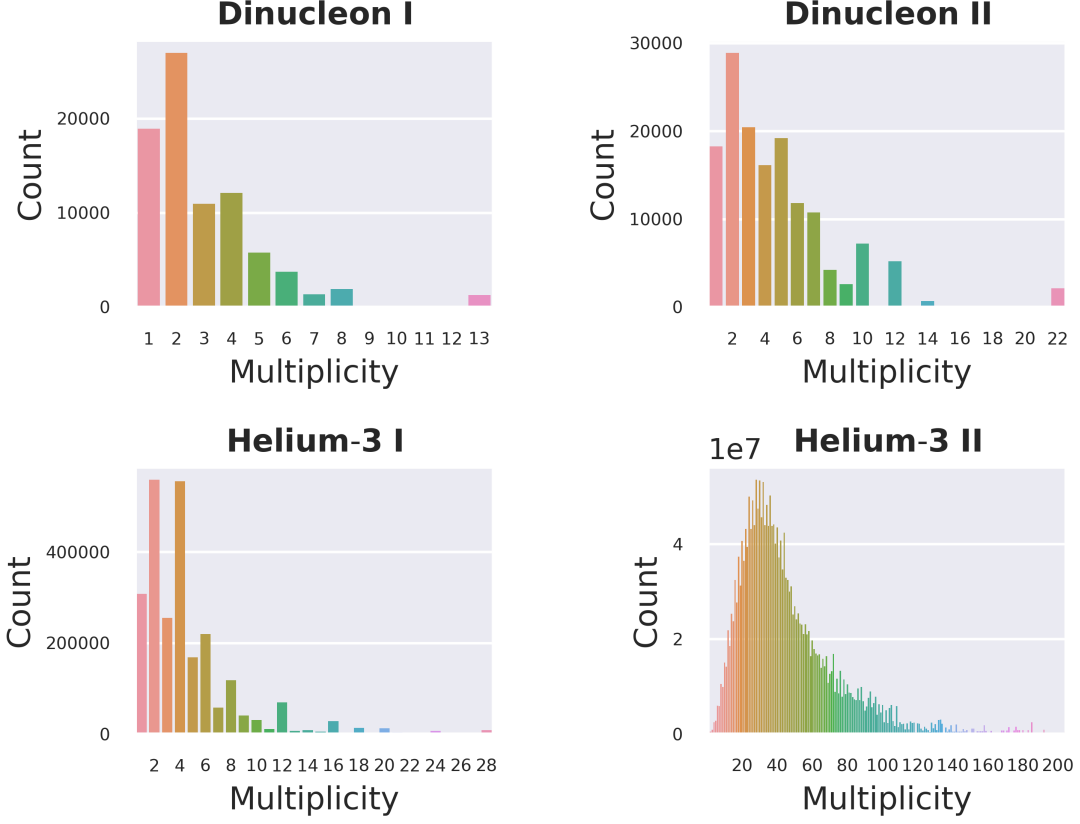 Dinucleon I
Count
20000
10000
0
1 2 3 4 5 6 7 8 9 10 11 12 13
Multiplicity
Dinucleon II
Count
30000
20000
10000
0
2 4 6 8 10 12 14 16 18 20 22
Multiplicity
Helium-3 I
Count
400000
200000
0
2 4 6 8 10 12 14 16 18 20 22 24 26 28
Multiplicity
1e7 Helium-3 II
Count
4
2
0
20 40 60 80 100 120 140 160 180 200
Multiplicity